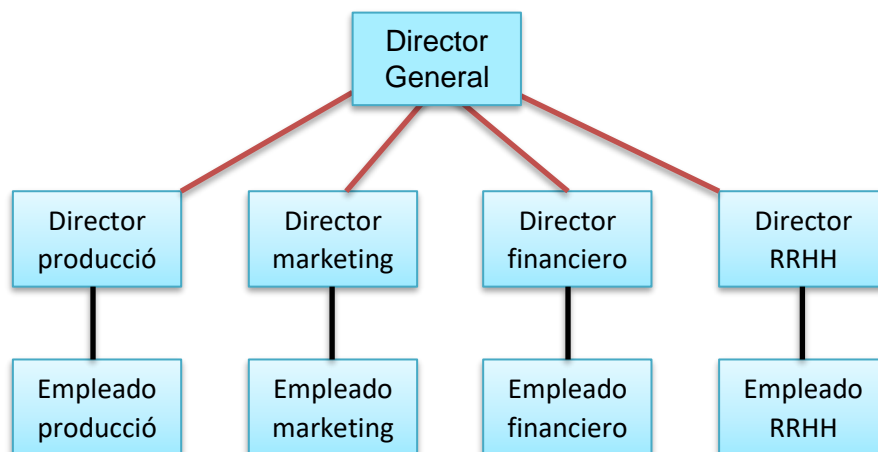 Director
General
Director
producció
Director
marketing
Director
financiero
Director
RRHH
Empleado
producció
Empleado
marketing
Empleado
financiero
Empleado
RRHH